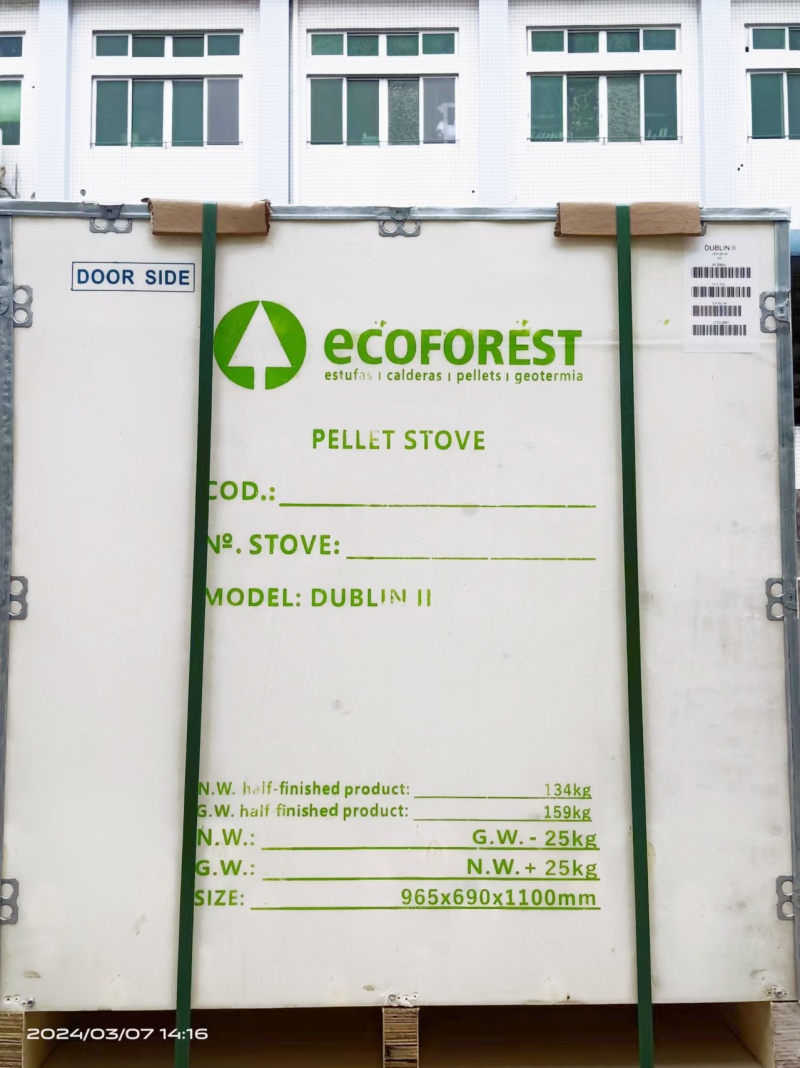 DOOR SIDE
DUBLIN II
ecoforest
estufas | calderas | pellets | geotermia
PELLET STOVE
COD.:
Nº. STOVE:
MODEL: DUBLIN II
N.W. half-finished product: 134kg
G.W. half-finished product: 159kg
N.W.: G.W. - 25kg
G.W.: N.W. + 25kg
SIZE: 965x690x1100mm
2024/03/07 14:16